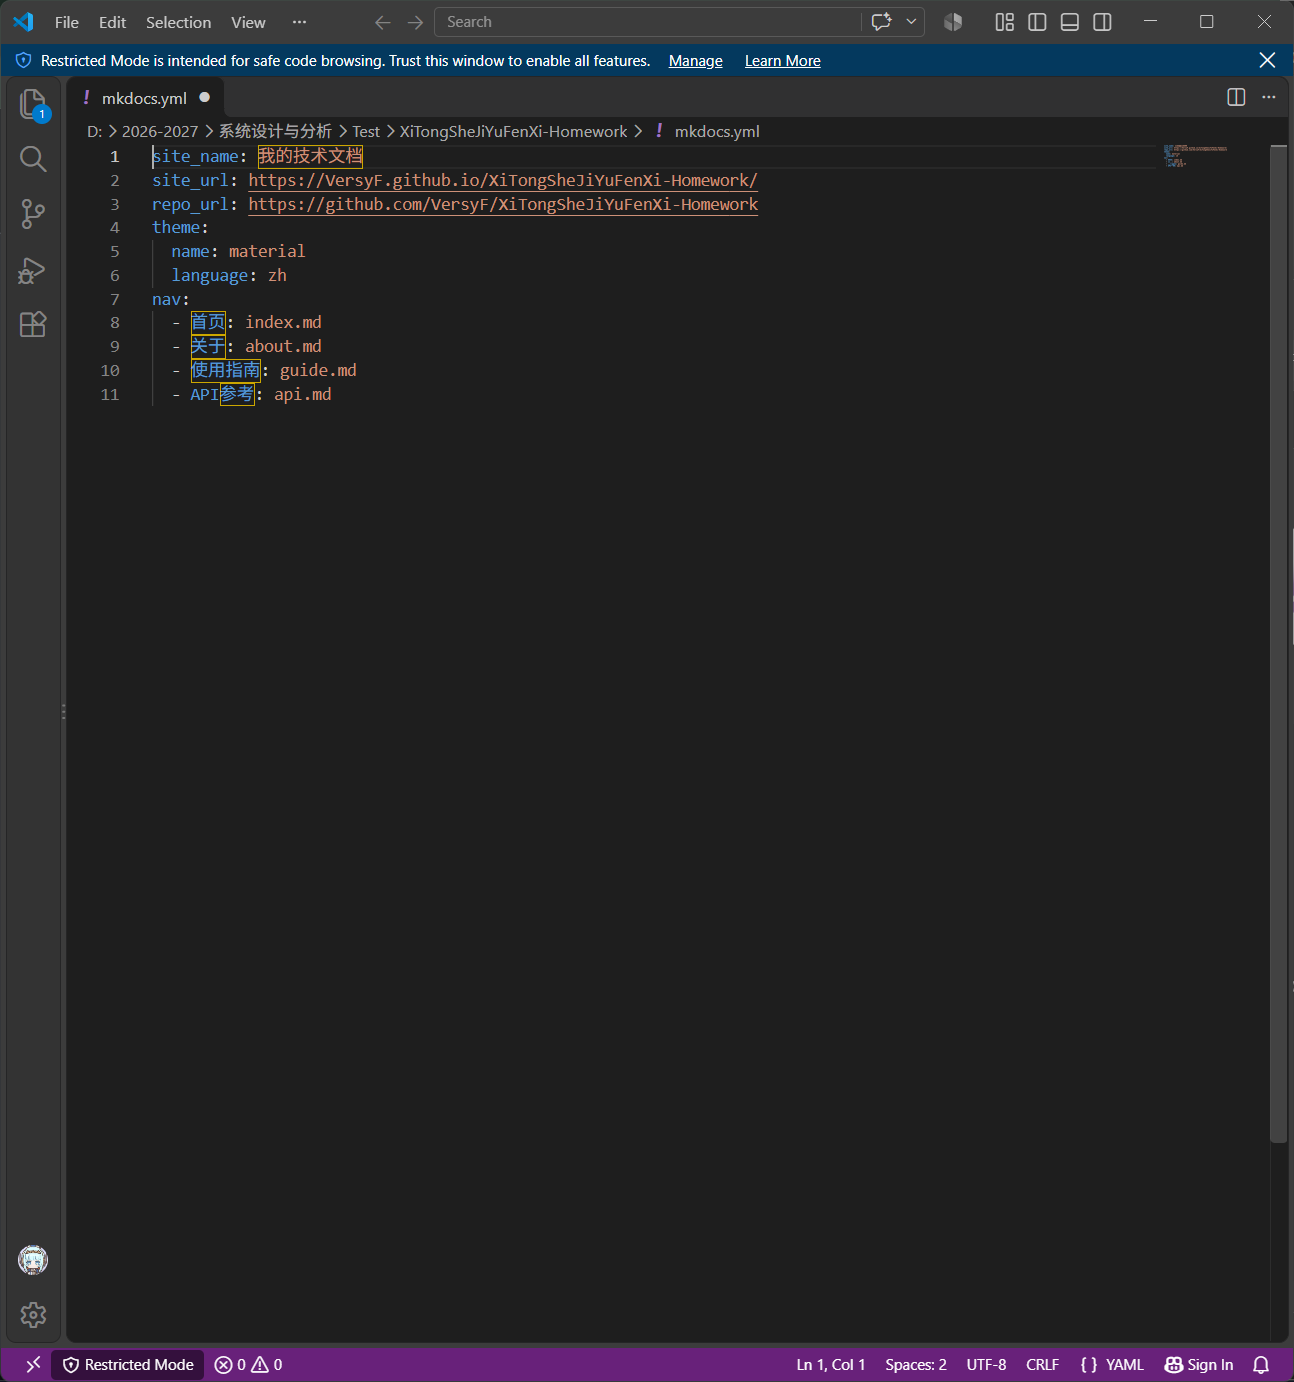 File Edit Selection View ··· Search
Restricted Mode is intended for safe code browsing. Trust this window to enable all features. Manage Learn More
1
! mkdocs.yml
D: > 2026-2027 > 系统设计与分析 > Test > XiTongSheJiYuFenXi-Homework > ! mkdocs.yml
1 site_name: 我的技术文档
2 site_url: https://VersyF.github.io/XiTongSheJiYuFenXi-Homework/
3 repo_url: https://github.com/VersyF/XiTongSheJiYuFenXi-Homework
4 theme:
5 name: material
6 language: zh
7 nav:
8 - 首页: index.md
9 - 关于: about.md
10 - 使用指南: guide.md
11 - API参考: api.md
Restricted Mode 0 0 Ln 1, Col 1 Spaces: 2 UTF-8 CRLF { } YAML Sign In